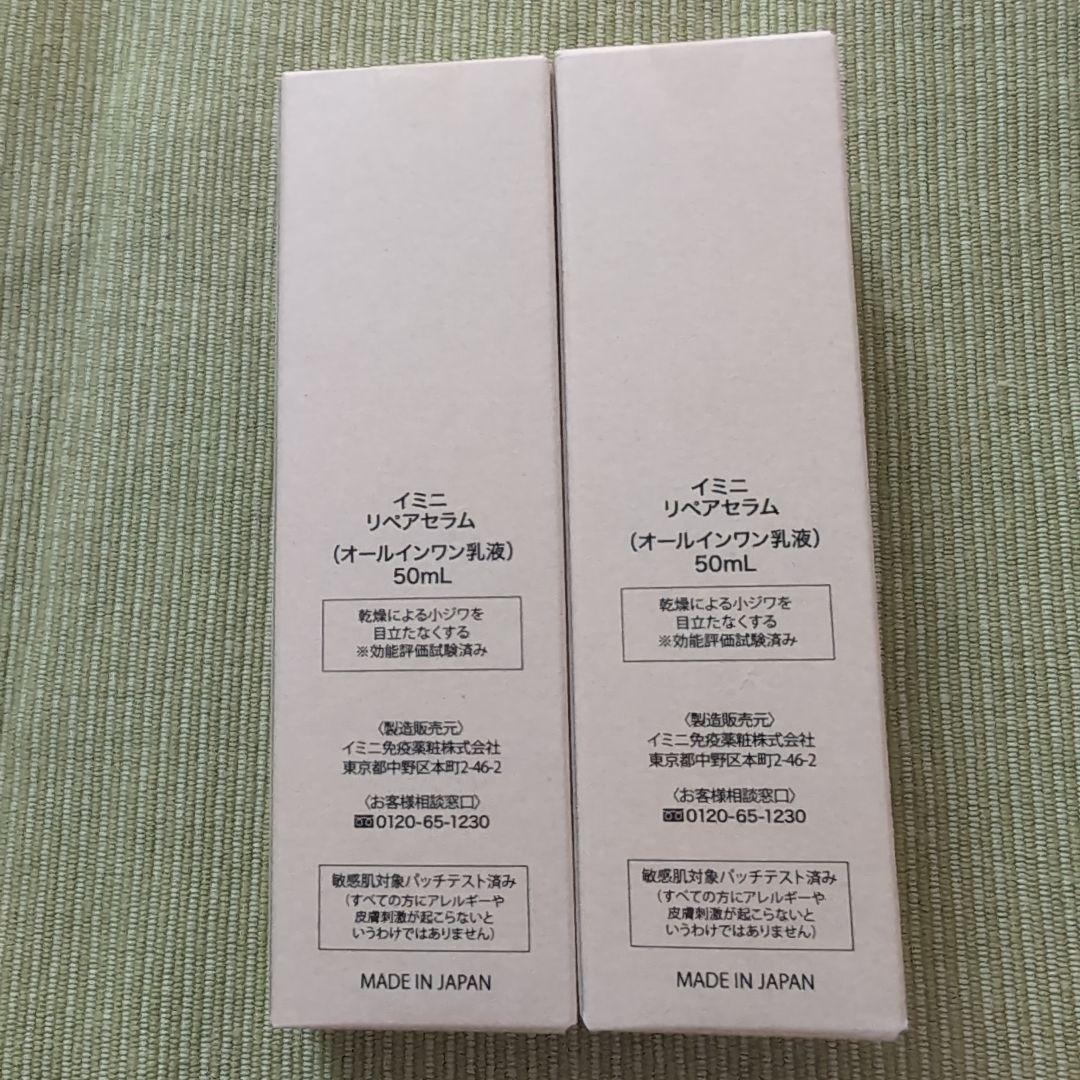 イミニ
リペアセラム
(オールインワン乳液)
50mL
乾燥による小ジワを
目立たなくする
※効能評価試験済み
〈製造販売元〉
イミニ免疫薬粧株式会社
東京都中野区本町2-46-2
〈お客様相談窓口〉
0120-65-1230
敏感肌対象パッチテスト済み
(すべての方にアレルギーや
皮膚刺激が起こらないと
いうわけではありません)
MADE IN JAPAN
イミニ
リペアセラム
(オールインワン乳液)
50mL
乾燥による小ジワを
目立たなくする
※効能評価試験済み
〈製造販売元〉
イミニ免疫薬粧株式会社
東京都中野区本町2-46-2
〈お客様相談窓口〉
0120-65-1230
敏感肌対象パッチテスト済み
(すべての方にアレルギーや
皮膚刺激が起こらないと
いうわけではありません)
MADE IN JAPAN